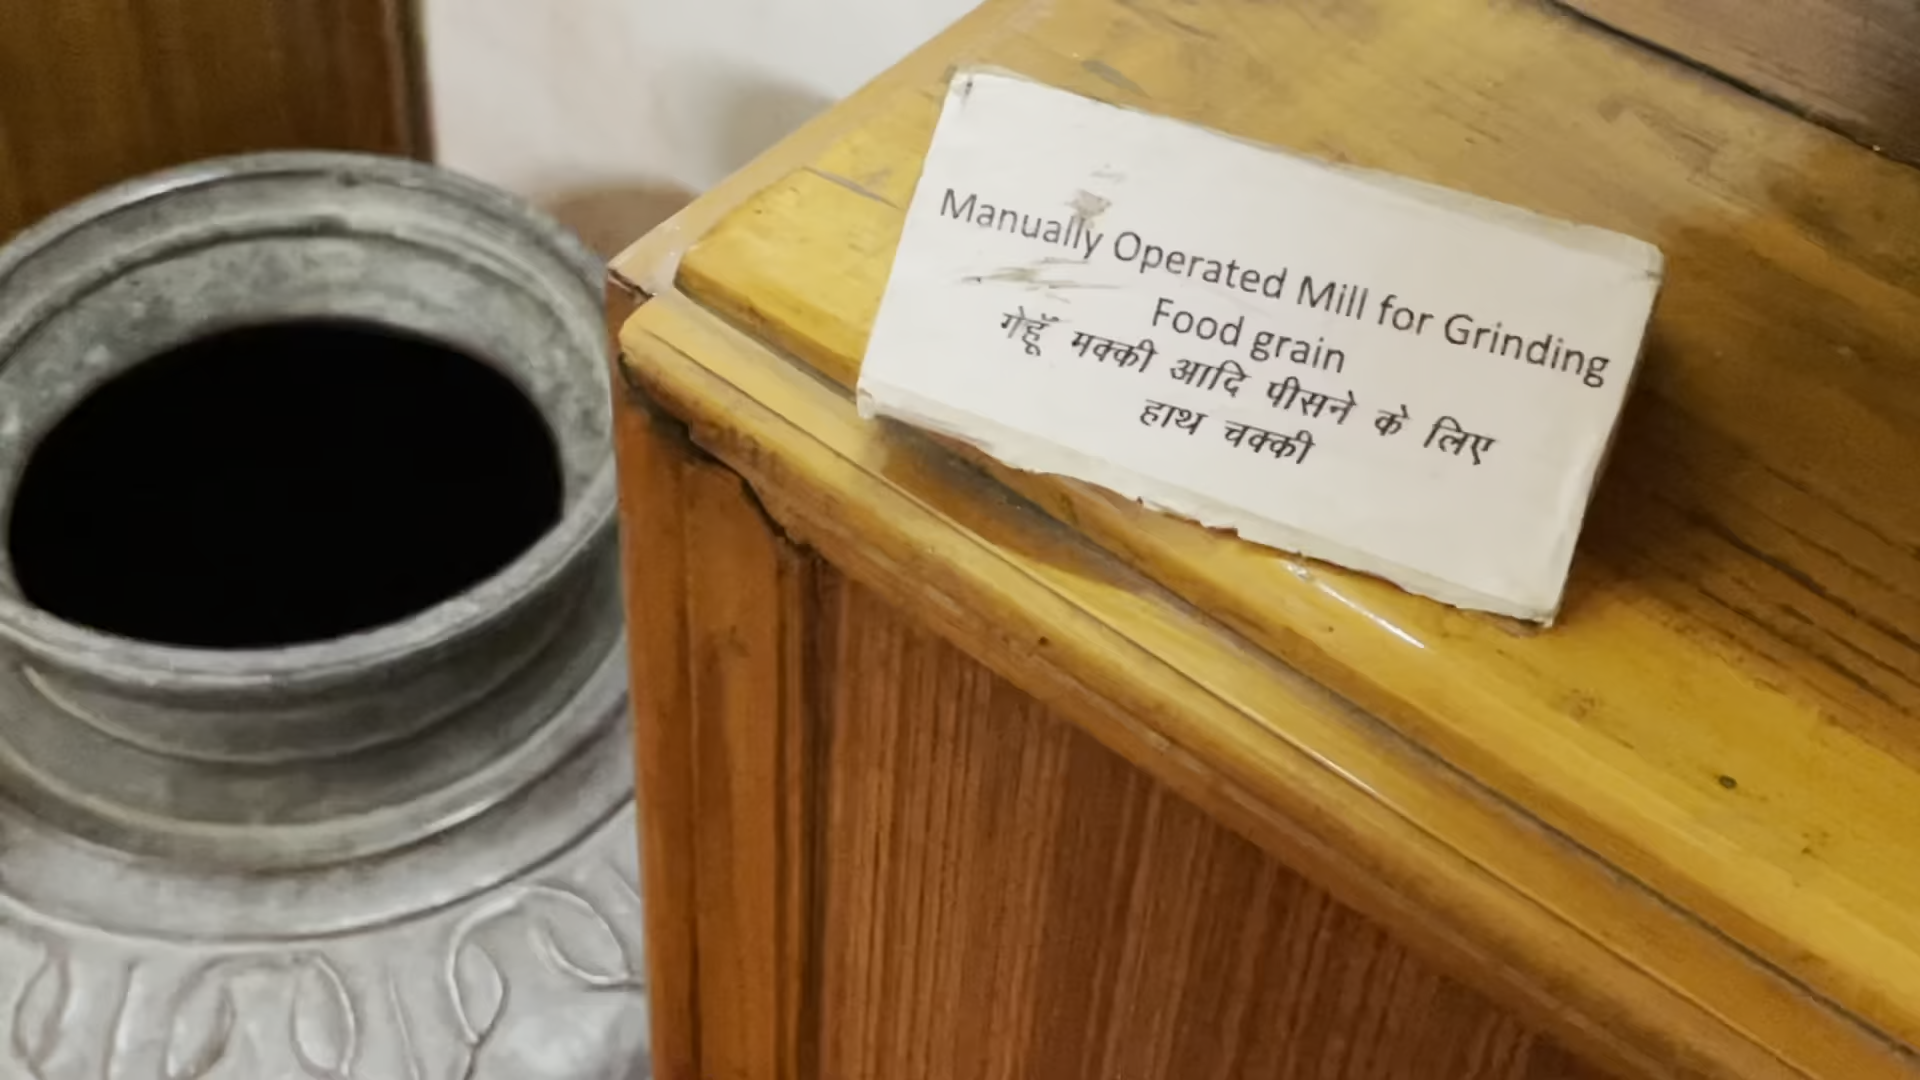 Manually Operated Mill for Grinding
Food grain
गेहूँ मक्की आदि पीसने के लिए
हाथ चक्की